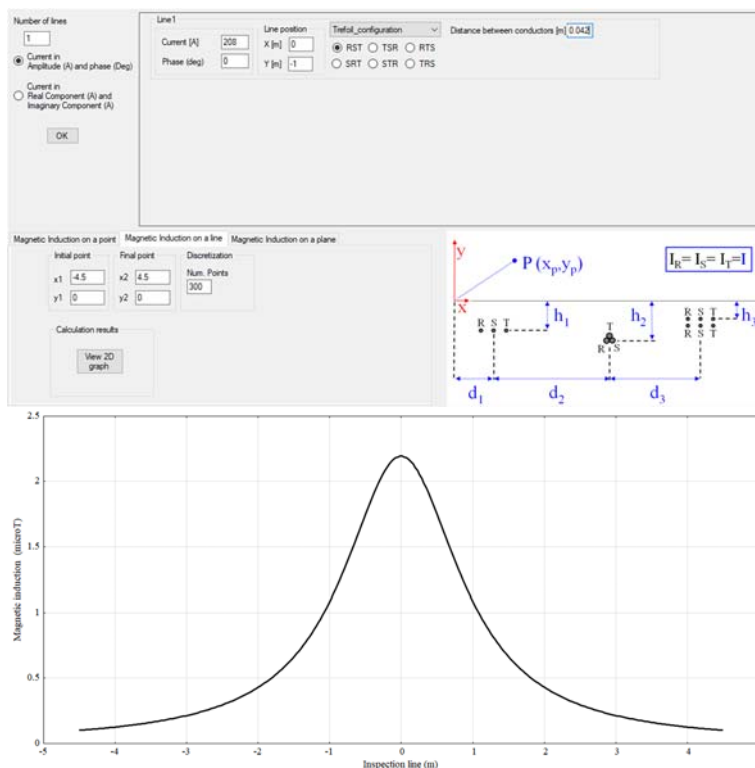 Number of lines
1
Current in
Amplitude (A) and phase (Deg)
Current in
Real Component (A) and
Imaginary Component (A)
OK
Line1
Current [A] 208
Phase (deg) 0
Line position
X [m] 0
Y [m] -1
Tirefoil_configuration
RST TSR RTS
SRT STR TRS
Distance between conductors [m] 0.042
Magnetic Induction on a point Magnetic Induction on a line Magnetic Induction on a plane
Initial point
x1 -4.5
y1 0
Final point
x2 4.5
y2 0
Discretization
Num. Points
300
Calculation results
View 2D
graph
y
x
P (xp,yp)
IR= IS= IT=I
h1
h2
h3
R S T
T
R S
R S T
R S T
d1
d2
d3
2.5
2
1.5
1
0.5
0
Magnetic induction (microT)
-5 -4 -3 -2 -1 0 1 2 3 4
Inspection line (m)